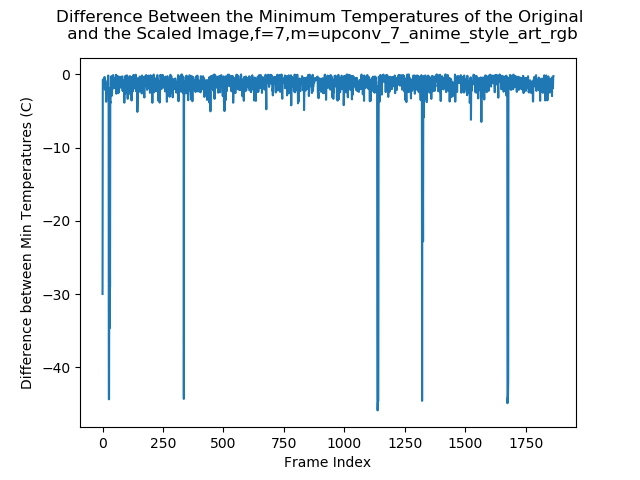 Difference Between the Minimum Temperatures of the Original
and the Scaled Image,f=7,m=upconv_7_anime_style_art_rgb
Difference between Min Temperatures (C)
0
−10
−20
−30
−40
0 250 500 750 1000 1250 1500 1750
Frame Index